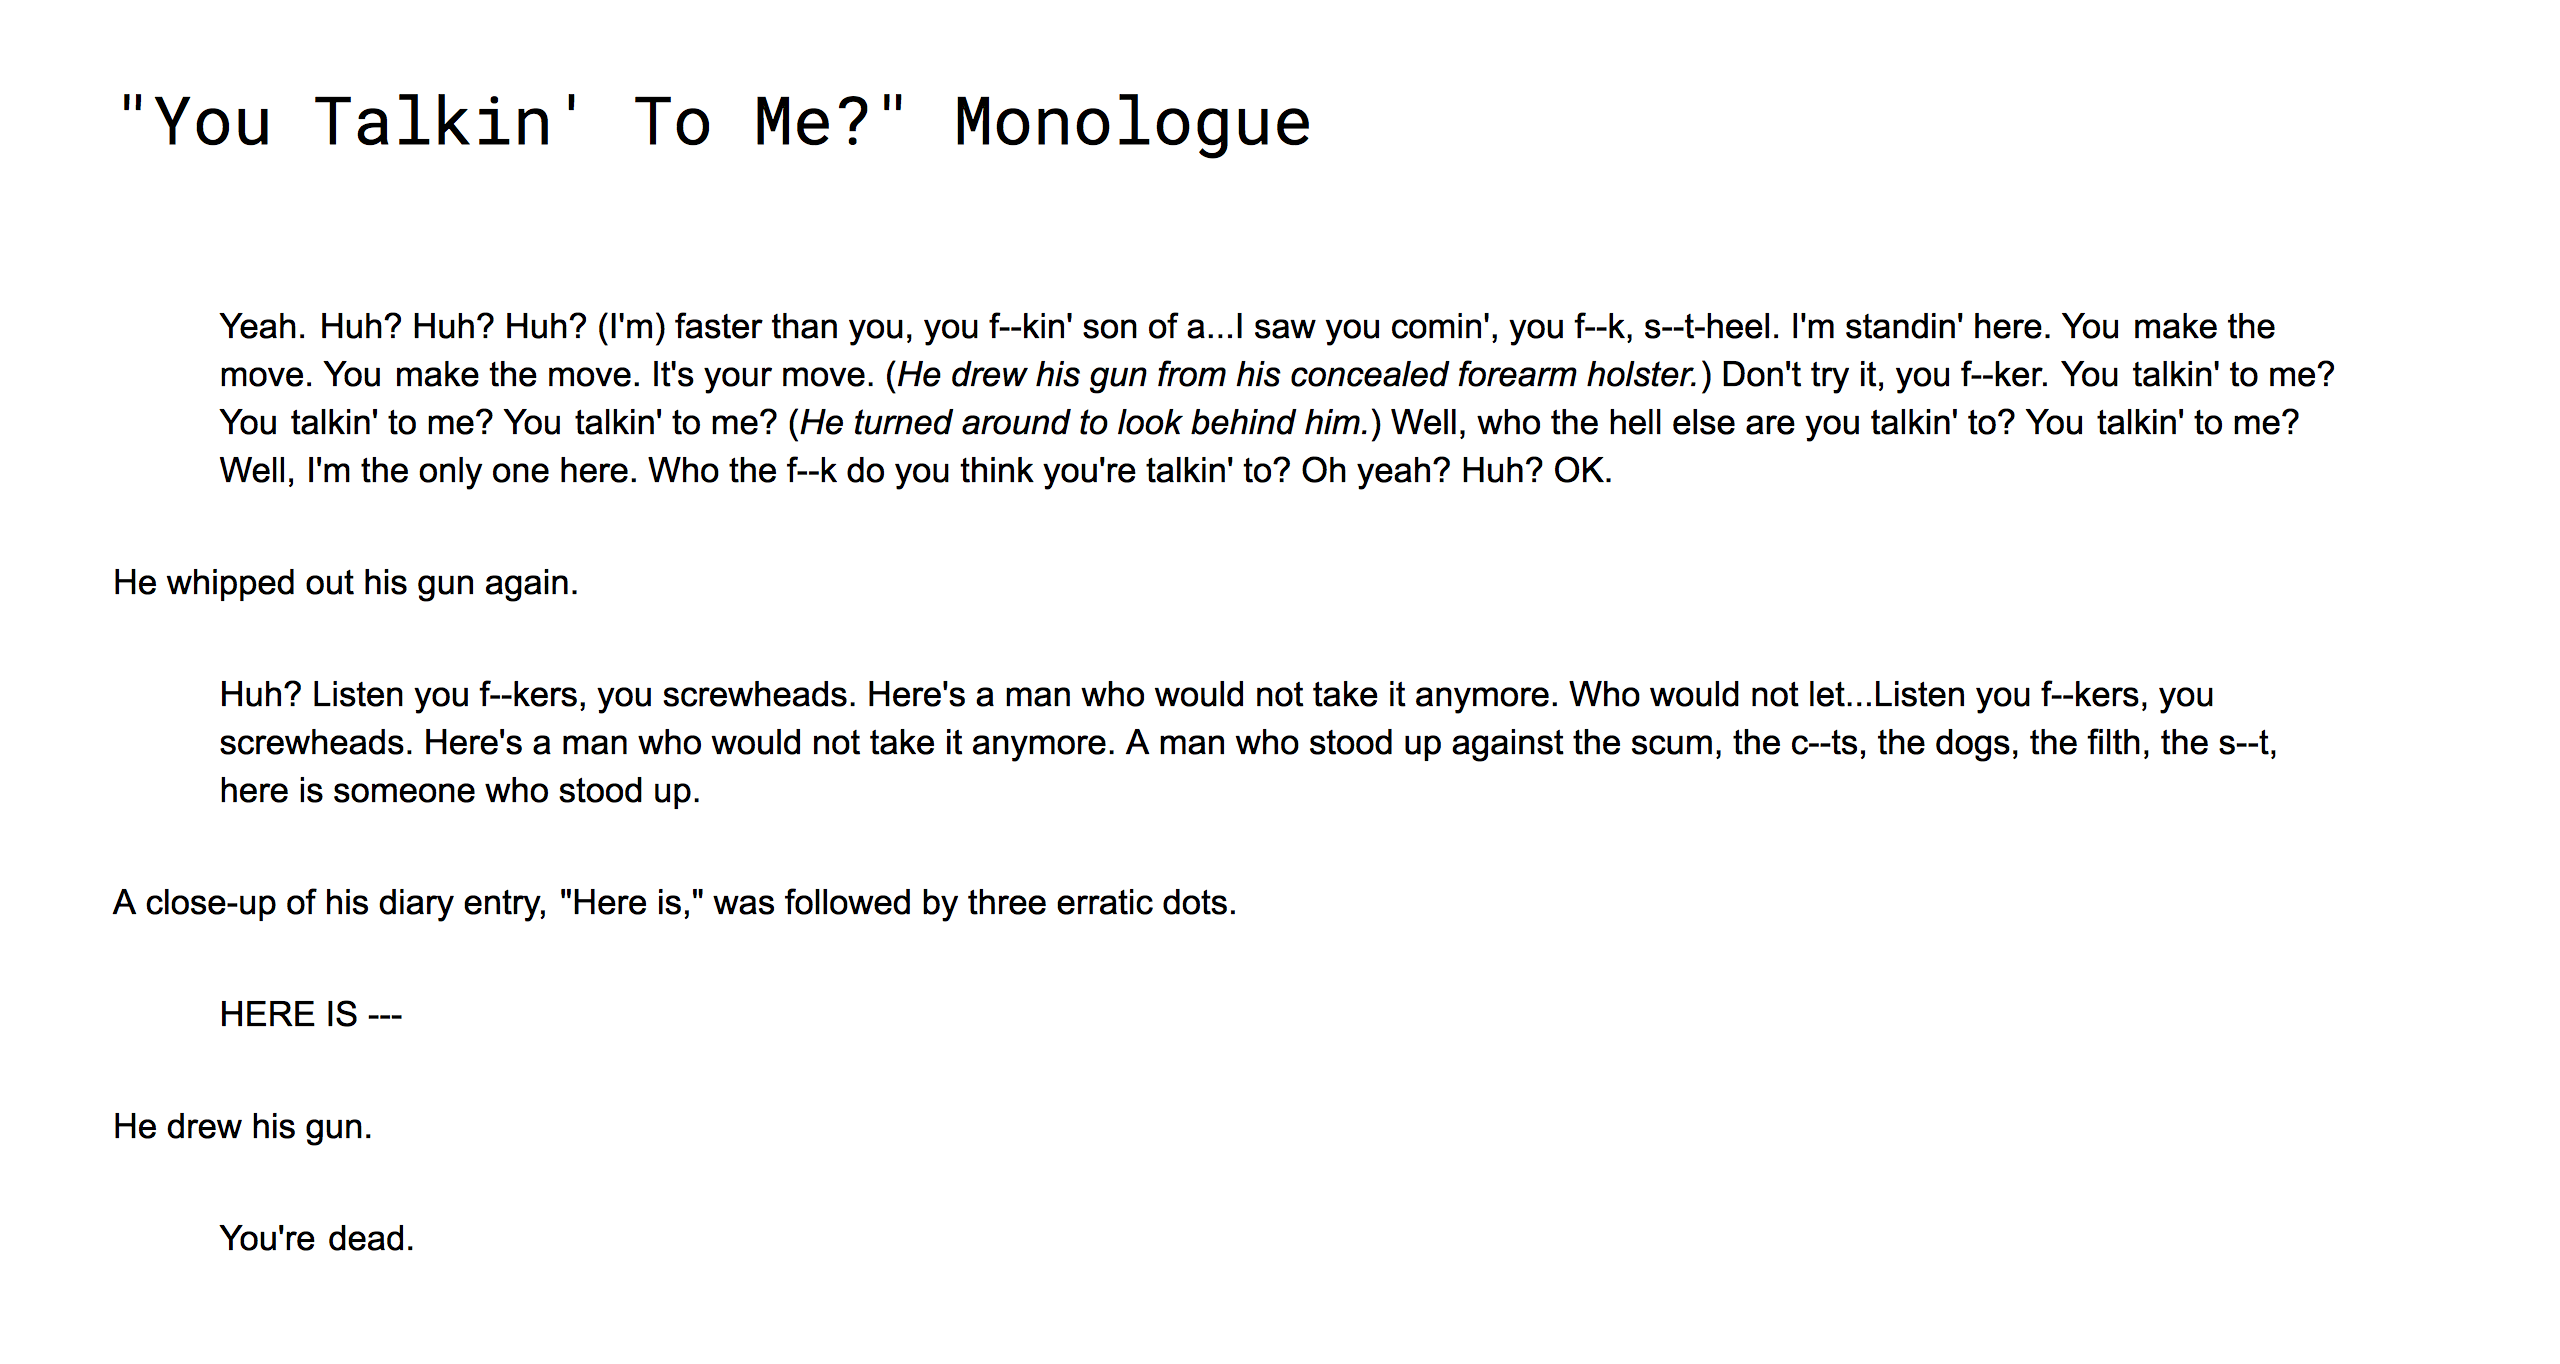 "You Talkin' To Me?" Monologue
Yeah. Huh? Huh? Huh? (I'm) faster than you, you f--kin' son of a...I saw you comin', you f--k, s--t-heel. I'm standin' here. You make the
move. You make the move. It's your move. (He drew his gun from his concealed forearm holster.) Don't try it, you f--ker. You talkin' to me?
You talkin' to me? You talkin' to me? (He turned around to look behind him.) Well, who the hell else are you talkin' to? You talkin' to me?
Well, I'm the only one here. Who the f--k do you think you're talkin' to? Oh yeah? Huh? OK.
He whipped out his gun again.
Huh? Listen you f--kers, you screwheads. Here's a man who would not take it anymore. Who would not let...Listen you f--kers, you
screwheads. Here's a man who would not take it anymore. A man who stood up against the scum, the c--ts, the dogs, the filth, the s--t,
here is someone who stood up.
A close-up of his diary entry, "Here is," was followed by three erratic dots.
HERE IS ---
He drew his gun.
You're dead.